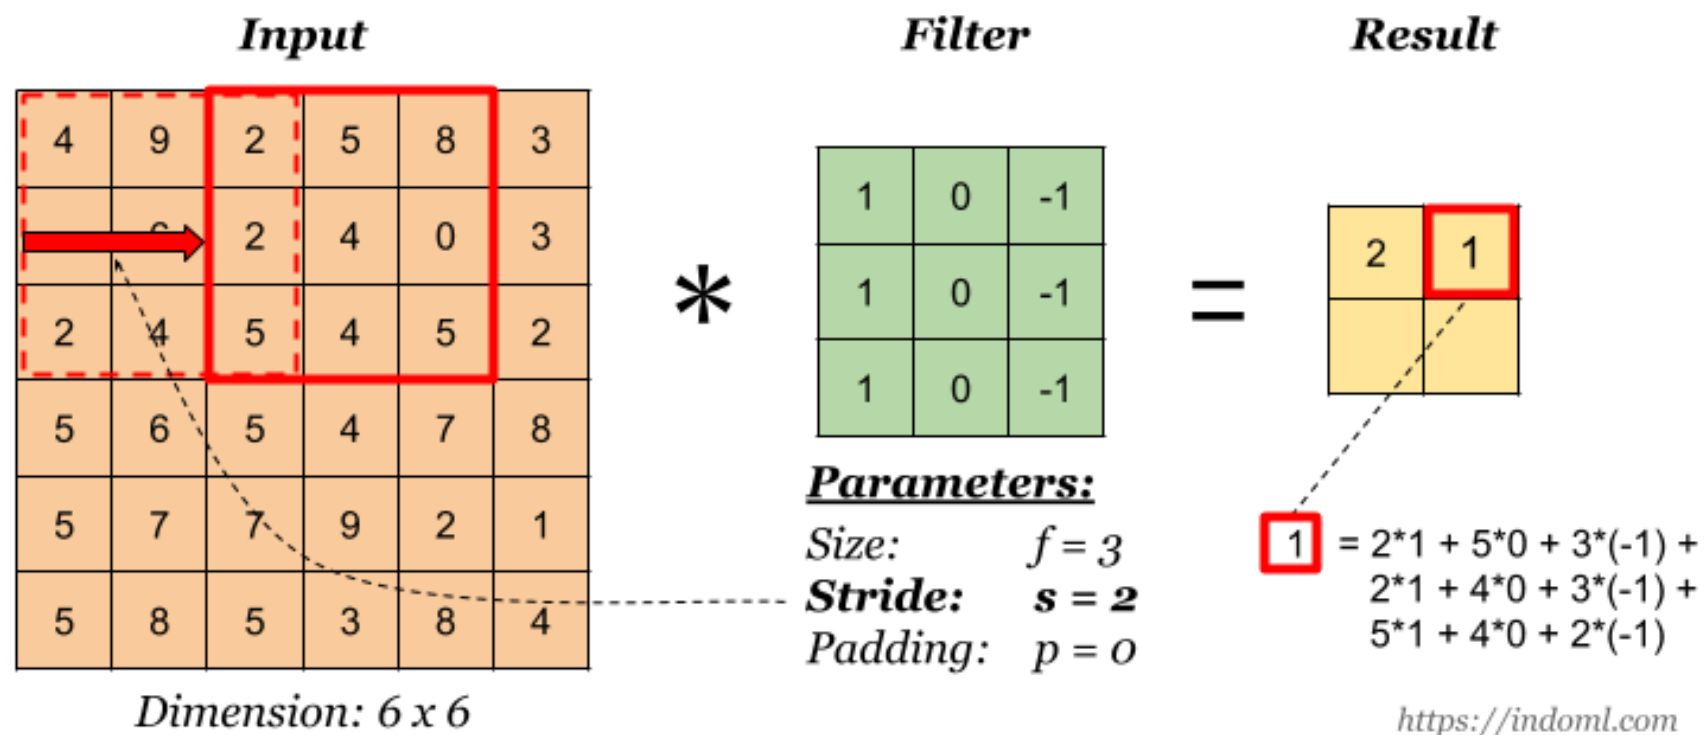 Input
Filter
Result
4 9 2 5 8 3
2 4 0 3
2 4 5 4 5 2
5 6 5 4 7 8
5 7 7 9 2 1
5 8 5 3 8 4
Dimension: 6 x 6
*
1 0 -1
1 0 -1
1 0 -1
Parameters:
Size: f = 3
Stride: s = 2
Padding: p = 0
=
2 1
1 = 2*1 + 5*0 + 3*(-1) +
2*1 + 4*0 + 3*(-1) +
5*1 + 4*0 + 2*(-1)
https://indoml.com